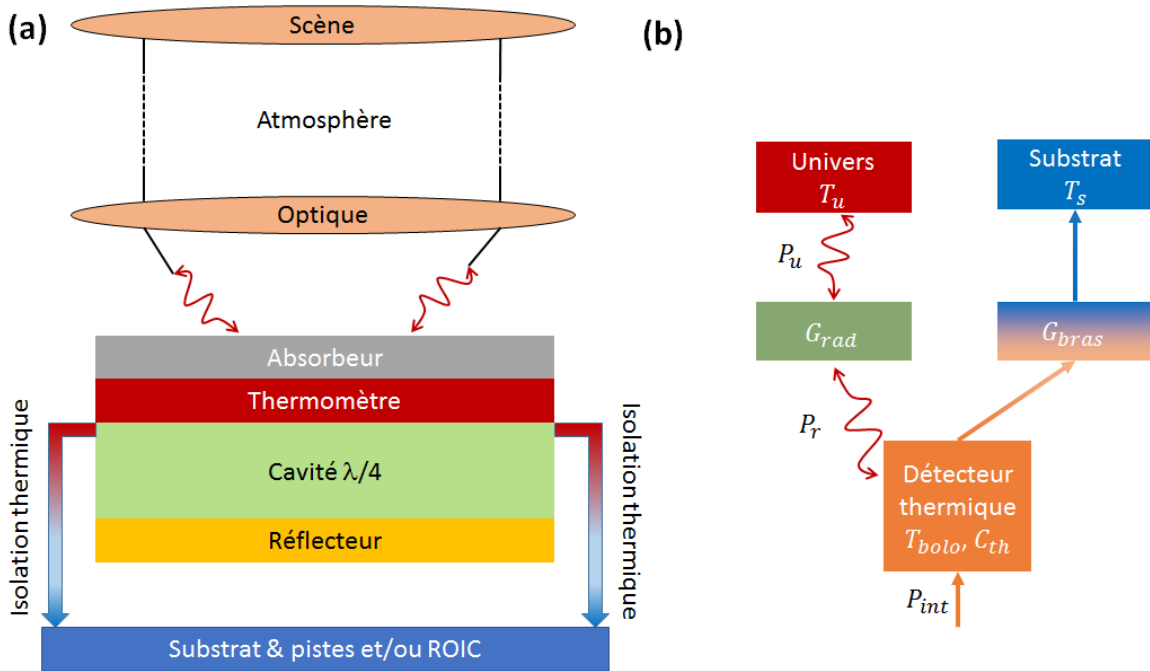 (a)
Scène
Atmosphère
Optique
Absorbeur
Thermomètre
Cavité λ/4
Réflecteur
Isolation thermique
Isolation thermique
Substrat & pistes et/ou ROIC
(b)
Univers
T_u
Substrat
T_s
P_u
G_rad
G_bras
P_r
Détecteur
thermique
T_bolo, C_th
P_int